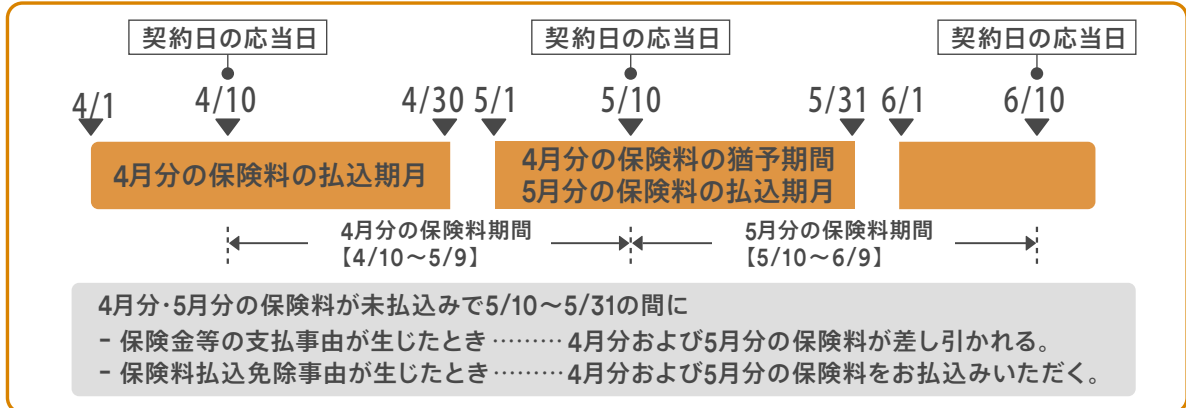 契約日の応当日 契約日の応当日 契約日の応当日
4/1 4/10 4/30 5/1 5/10 5/31 6/1 6/10
4月分の保険料の払込期月
4月分の保険料の猶予期間
5月分の保険料の払込期月
4月分の保険料期間
【4/10〜5/9】
5月分の保険料期間
【5/10〜6/9】
4月分・5月分の保険料が未払込みで5/10〜5/31の間に
- 保険金等の支払事由が生じたとき ……… 4月分および5月分の保険料が差し引かれる。
- 保険料払込免除事由が生じたとき……… 4月分および5月分の保険料をお払込みいただく。